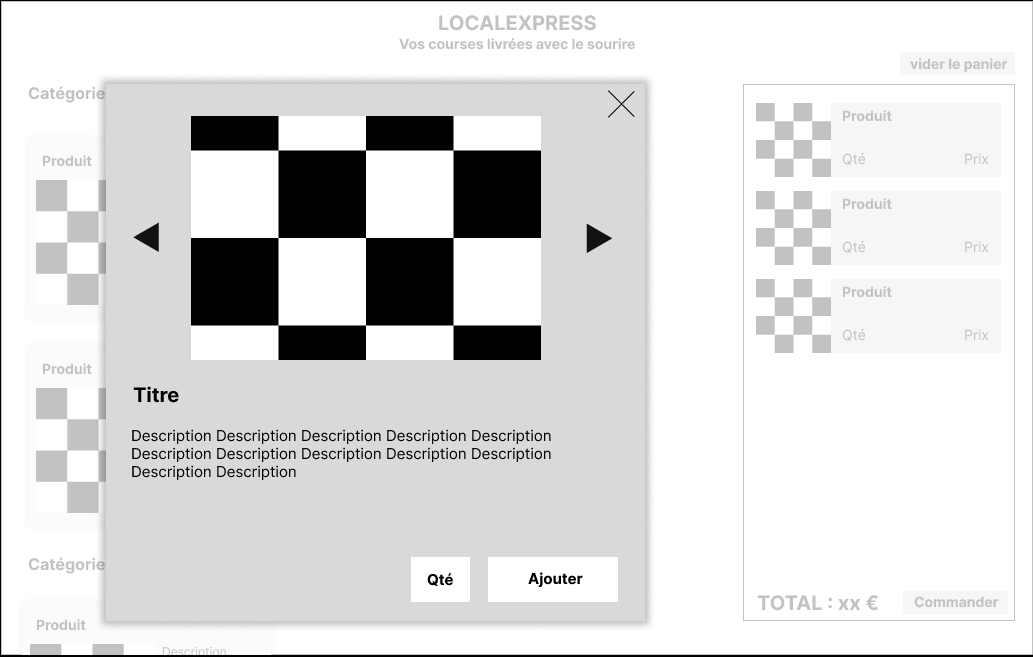 LOCALEXPRESS
Vos courses livrées avec le sourire
vider le panier
Catégorie
Produit
Produit
Catégorie
Produit
Description
Titre
Description Description Description Description Description
Description Description Description Description Description
Description Description
Qté
Ajouter
Produit
Qté Prix
Produit
Qté Prix
Produit
Qté Prix
TOTAL : xx €
Commander